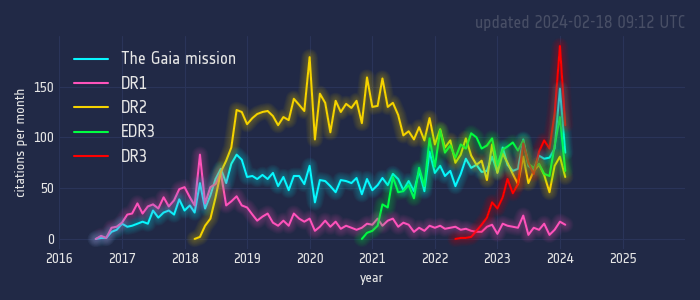 updated 2024-02-18 09:12 UTC
The Gaia mission
DR1
DR2
EDR3
DR3
citations per month
150
100
50
0
2016 2017 2018 2019 2020 2021 2022 2023 2024 2025
year